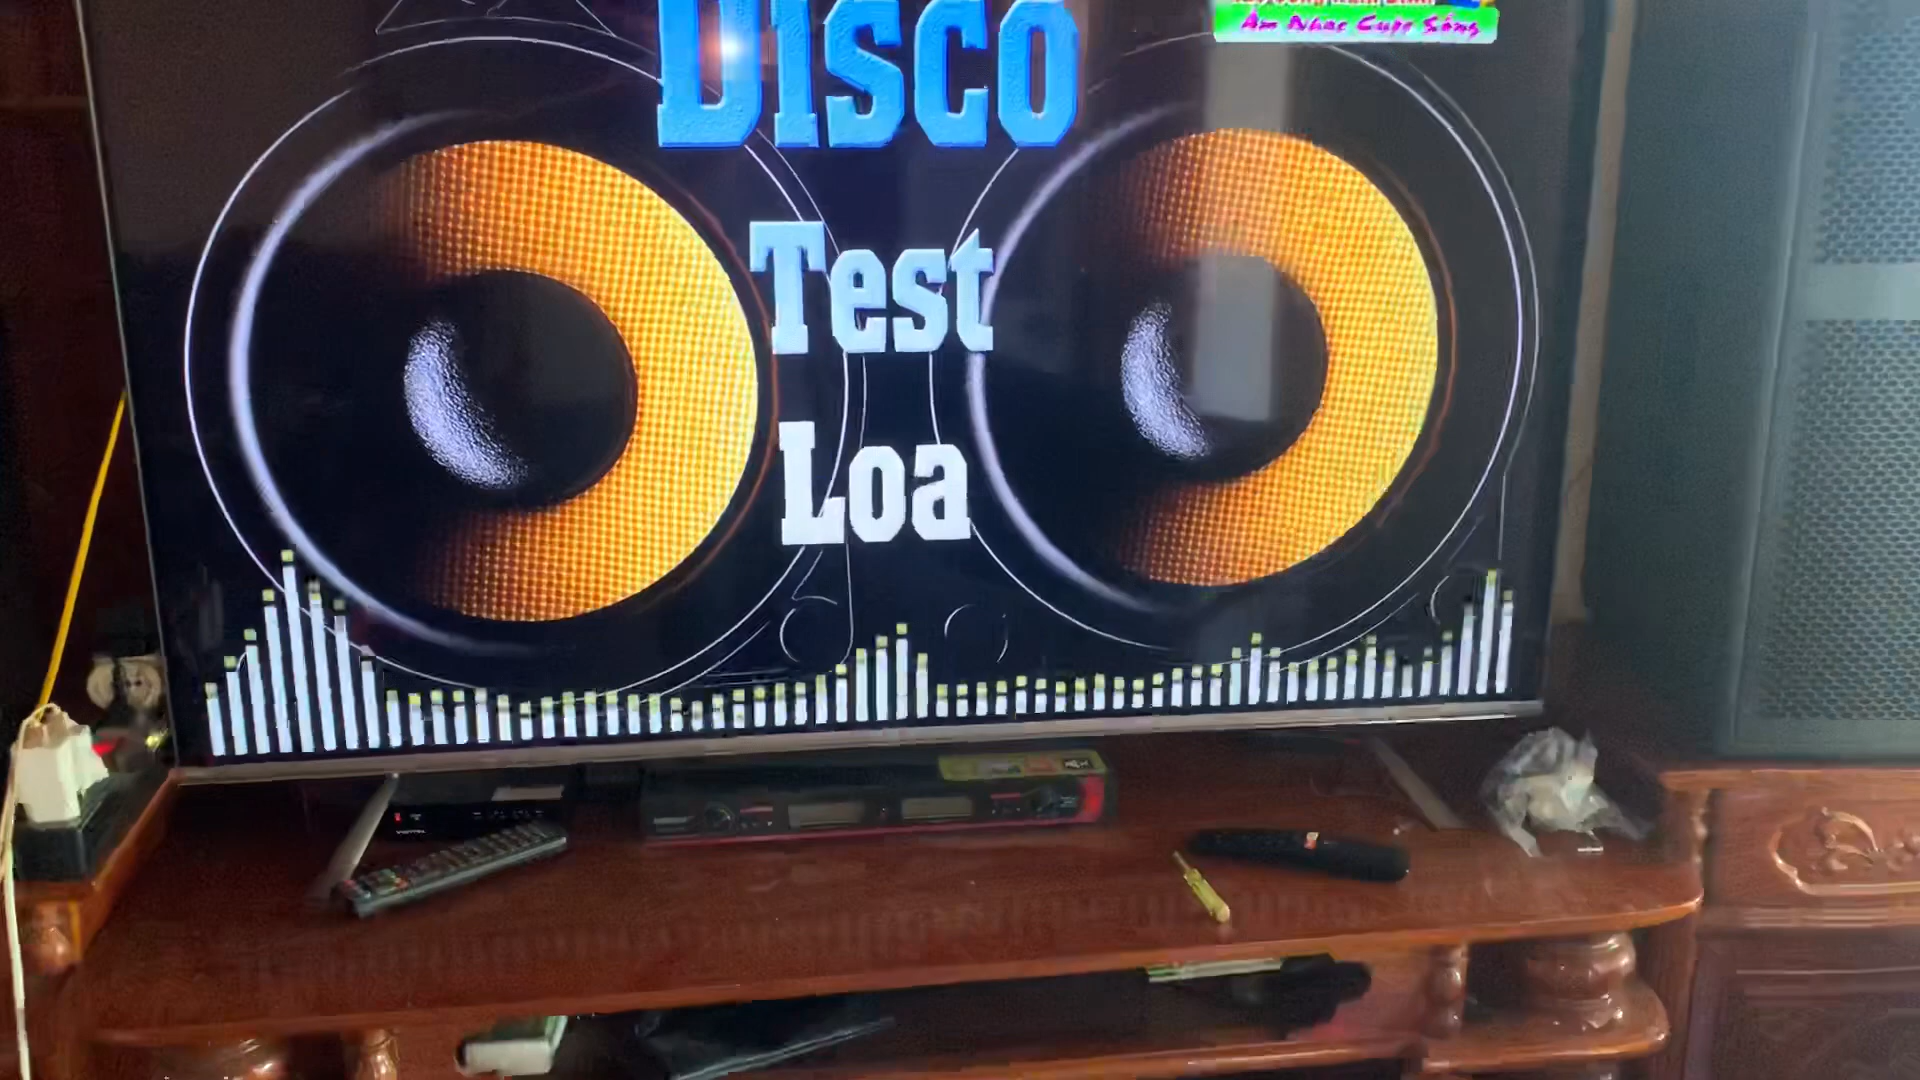 Disco
Âm Nhạc Cuộc Sống
Test
Loa